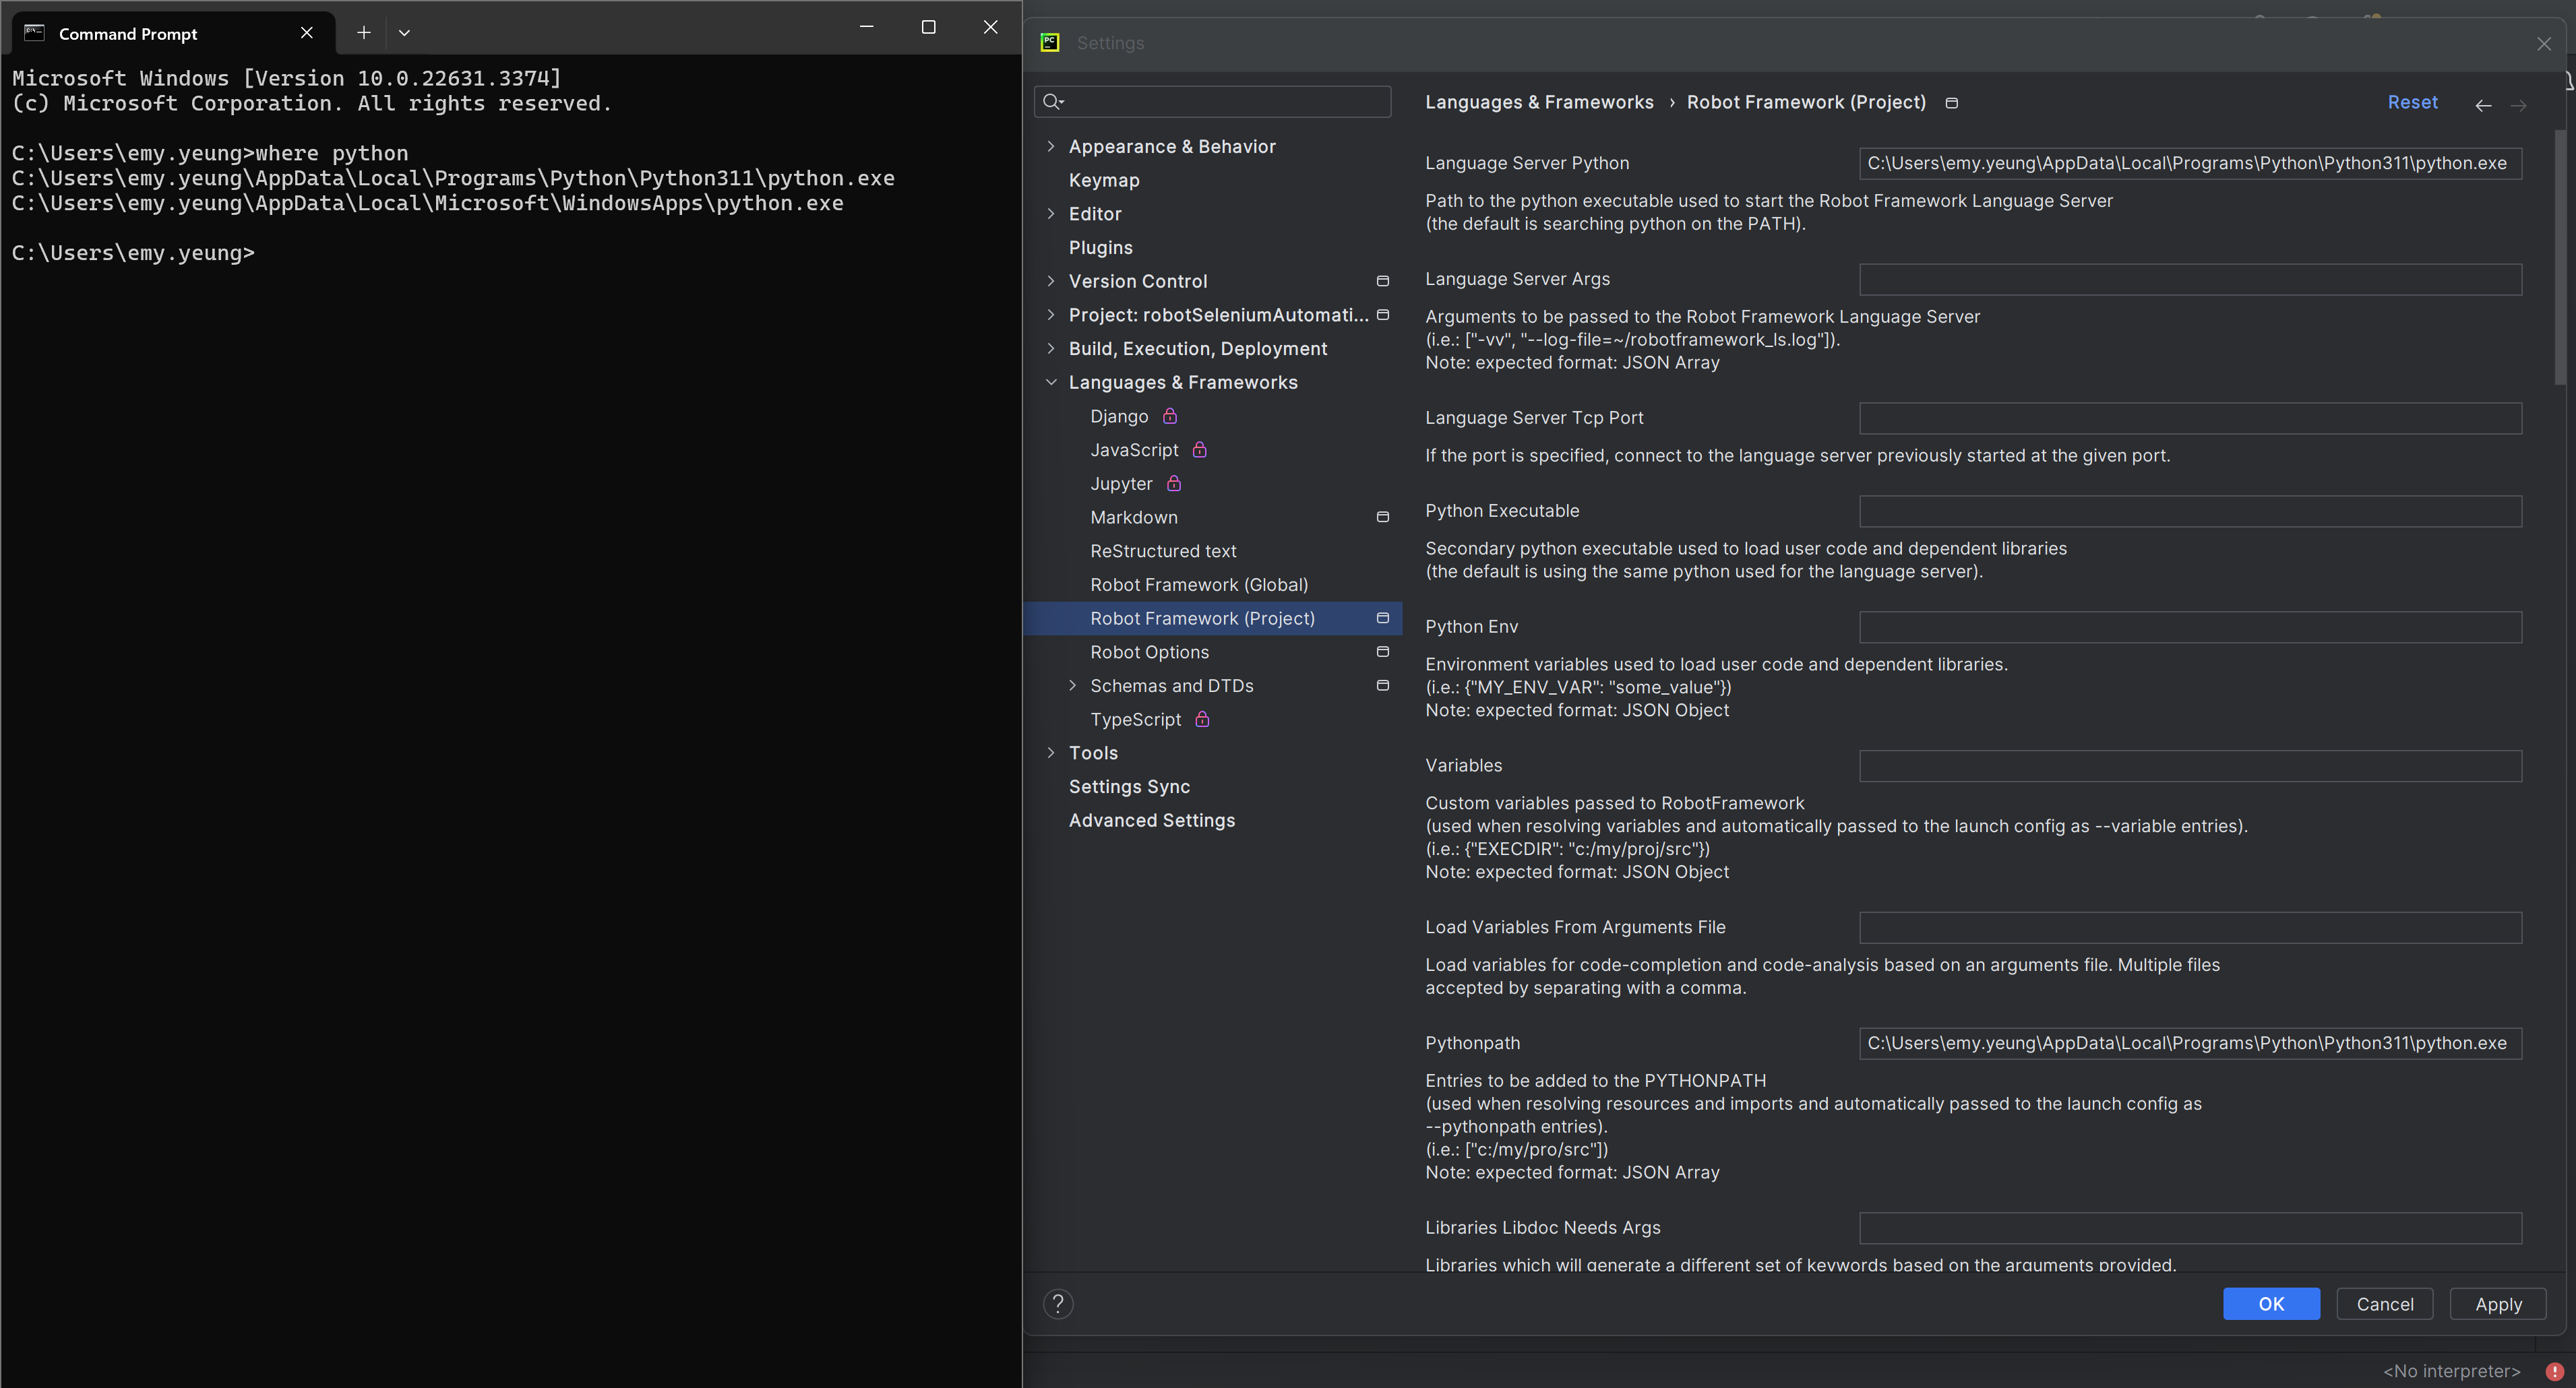 Command Prompt
Microsoft Windows [Version 10.0.22631.3374]
(c) Microsoft Corporation. All rights reserved.
C:\Users\emy.yeung>where python
C:\Users\emy.yeung\AppData\Local\Programs\Python\Python311\python.exe
C:\Users\emy.yeung\AppData\Local\Microsoft\WindowsApps\python.exe
C:\Users\emy.yeung>
PC
Settings
Appearance & Behavior
Keymap
Editor
Plugins
Version Control
Project: robotSeleniumAutomati...
Build, Execution, Deployment
Languages & Frameworks
Django
JavaScript
Jupyter
Markdown
ReStructured text
Robot Framework (Global)
Robot Framework (Project)
Robot Options
Schemas and DTDs
TypeScript
Tools
Settings Sync
Advanced Settings
Languages & Frameworks › Robot Framework (Project)
Reset
Language Server Python
C:\Users\emy.yeung\AppData\Local\Programs\Python\Python311\python.exe
Path to the python executable used to start the Robot Framework Language Server
(the default is searching python on the PATH).
Language Server Args
Arguments to be passed to the Robot Framework Language Server
(i.e.: ["-vv", "--log-file=~/robotframework_ls.log"]).
Note: expected format: JSON Array
Language Server Tcp Port
If the port is specified, connect to the language server previously started at the given port.
Python Executable
Secondary python executable used to load user code and dependent libraries
(the default is using the same python used for the language server).
Python Env
Environment variables used to load user code and dependent libraries.
(i.e.: {"MY_ENV_VAR": "some_value"})
Note: expected format: JSON Object
Variables
Custom variables passed to RobotFramework
(used when resolving variables and automatically passed to the launch config as --variable entries).
(i.e.: {"EXECDIR": "c:/my/proj/src"})
Note: expected format: JSON Object
Load Variables From Arguments File
Load variables for code-completion and code-analysis based on an arguments file. Multiple files
accepted by separating with a comma.
Pythonpath
C:\Users\emy.yeung\AppData\Local\Programs\Python\Python311\python.exe
Entries to be added to the PYTHONPATH
(used when resolving resources and imports and automatically passed to the launch config as
--pythonpath entries).
(i.e.: ["c:/my/pro/src"])
Note: expected format: JSON Array
Libraries Libdoc Needs Args
Libraries which will generate a different set of keywords based on the arguments provided.
?
OK
Cancel
Apply
<No interpreter>